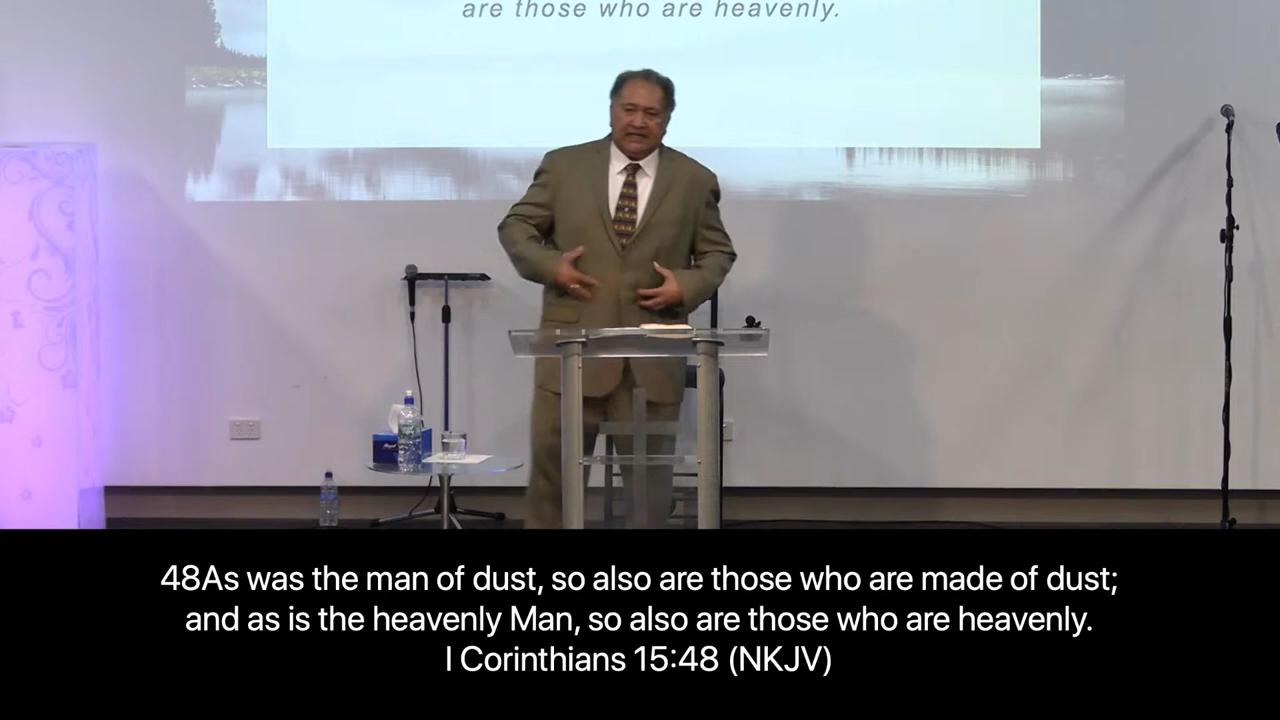 are those who are heavenly.
48As was the man of dust, so also are those who are made of dust;
and as is the heavenly Man, so also are those who are heavenly.
I Corinthians 15:48 (NKJV)